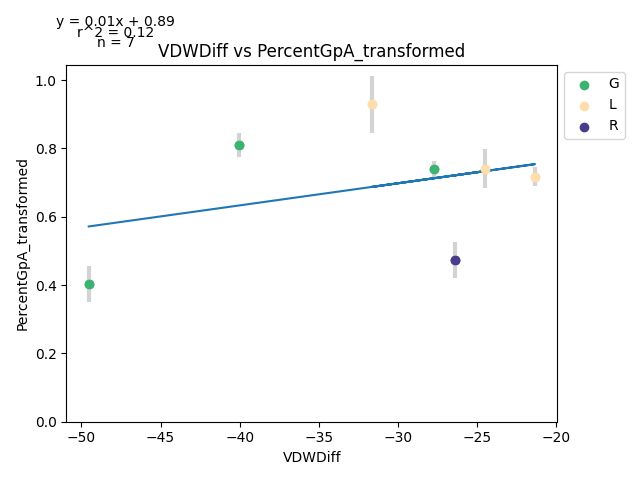 y = 0.01x + 0.89
r^2 = 0.12
n = 7
VDWDiff vs PercentGpA_transformed
G
L
R
PercentGpA_transformed
1.0
0.8
0.6
0.4
0.2
0.0
−50
−45
−40
−35
−30
−25
−20
VDWDiff